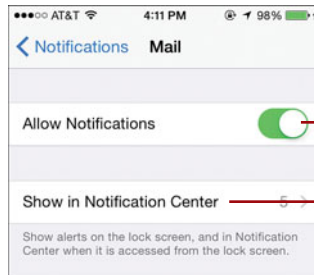 AT&T 4:11 PM 98%
Notifications Mail
Allow Notifications
Show in Notification Center 5
Show alerts on the lock screen, and in Notification
Center when it is accessed from the lock screen.